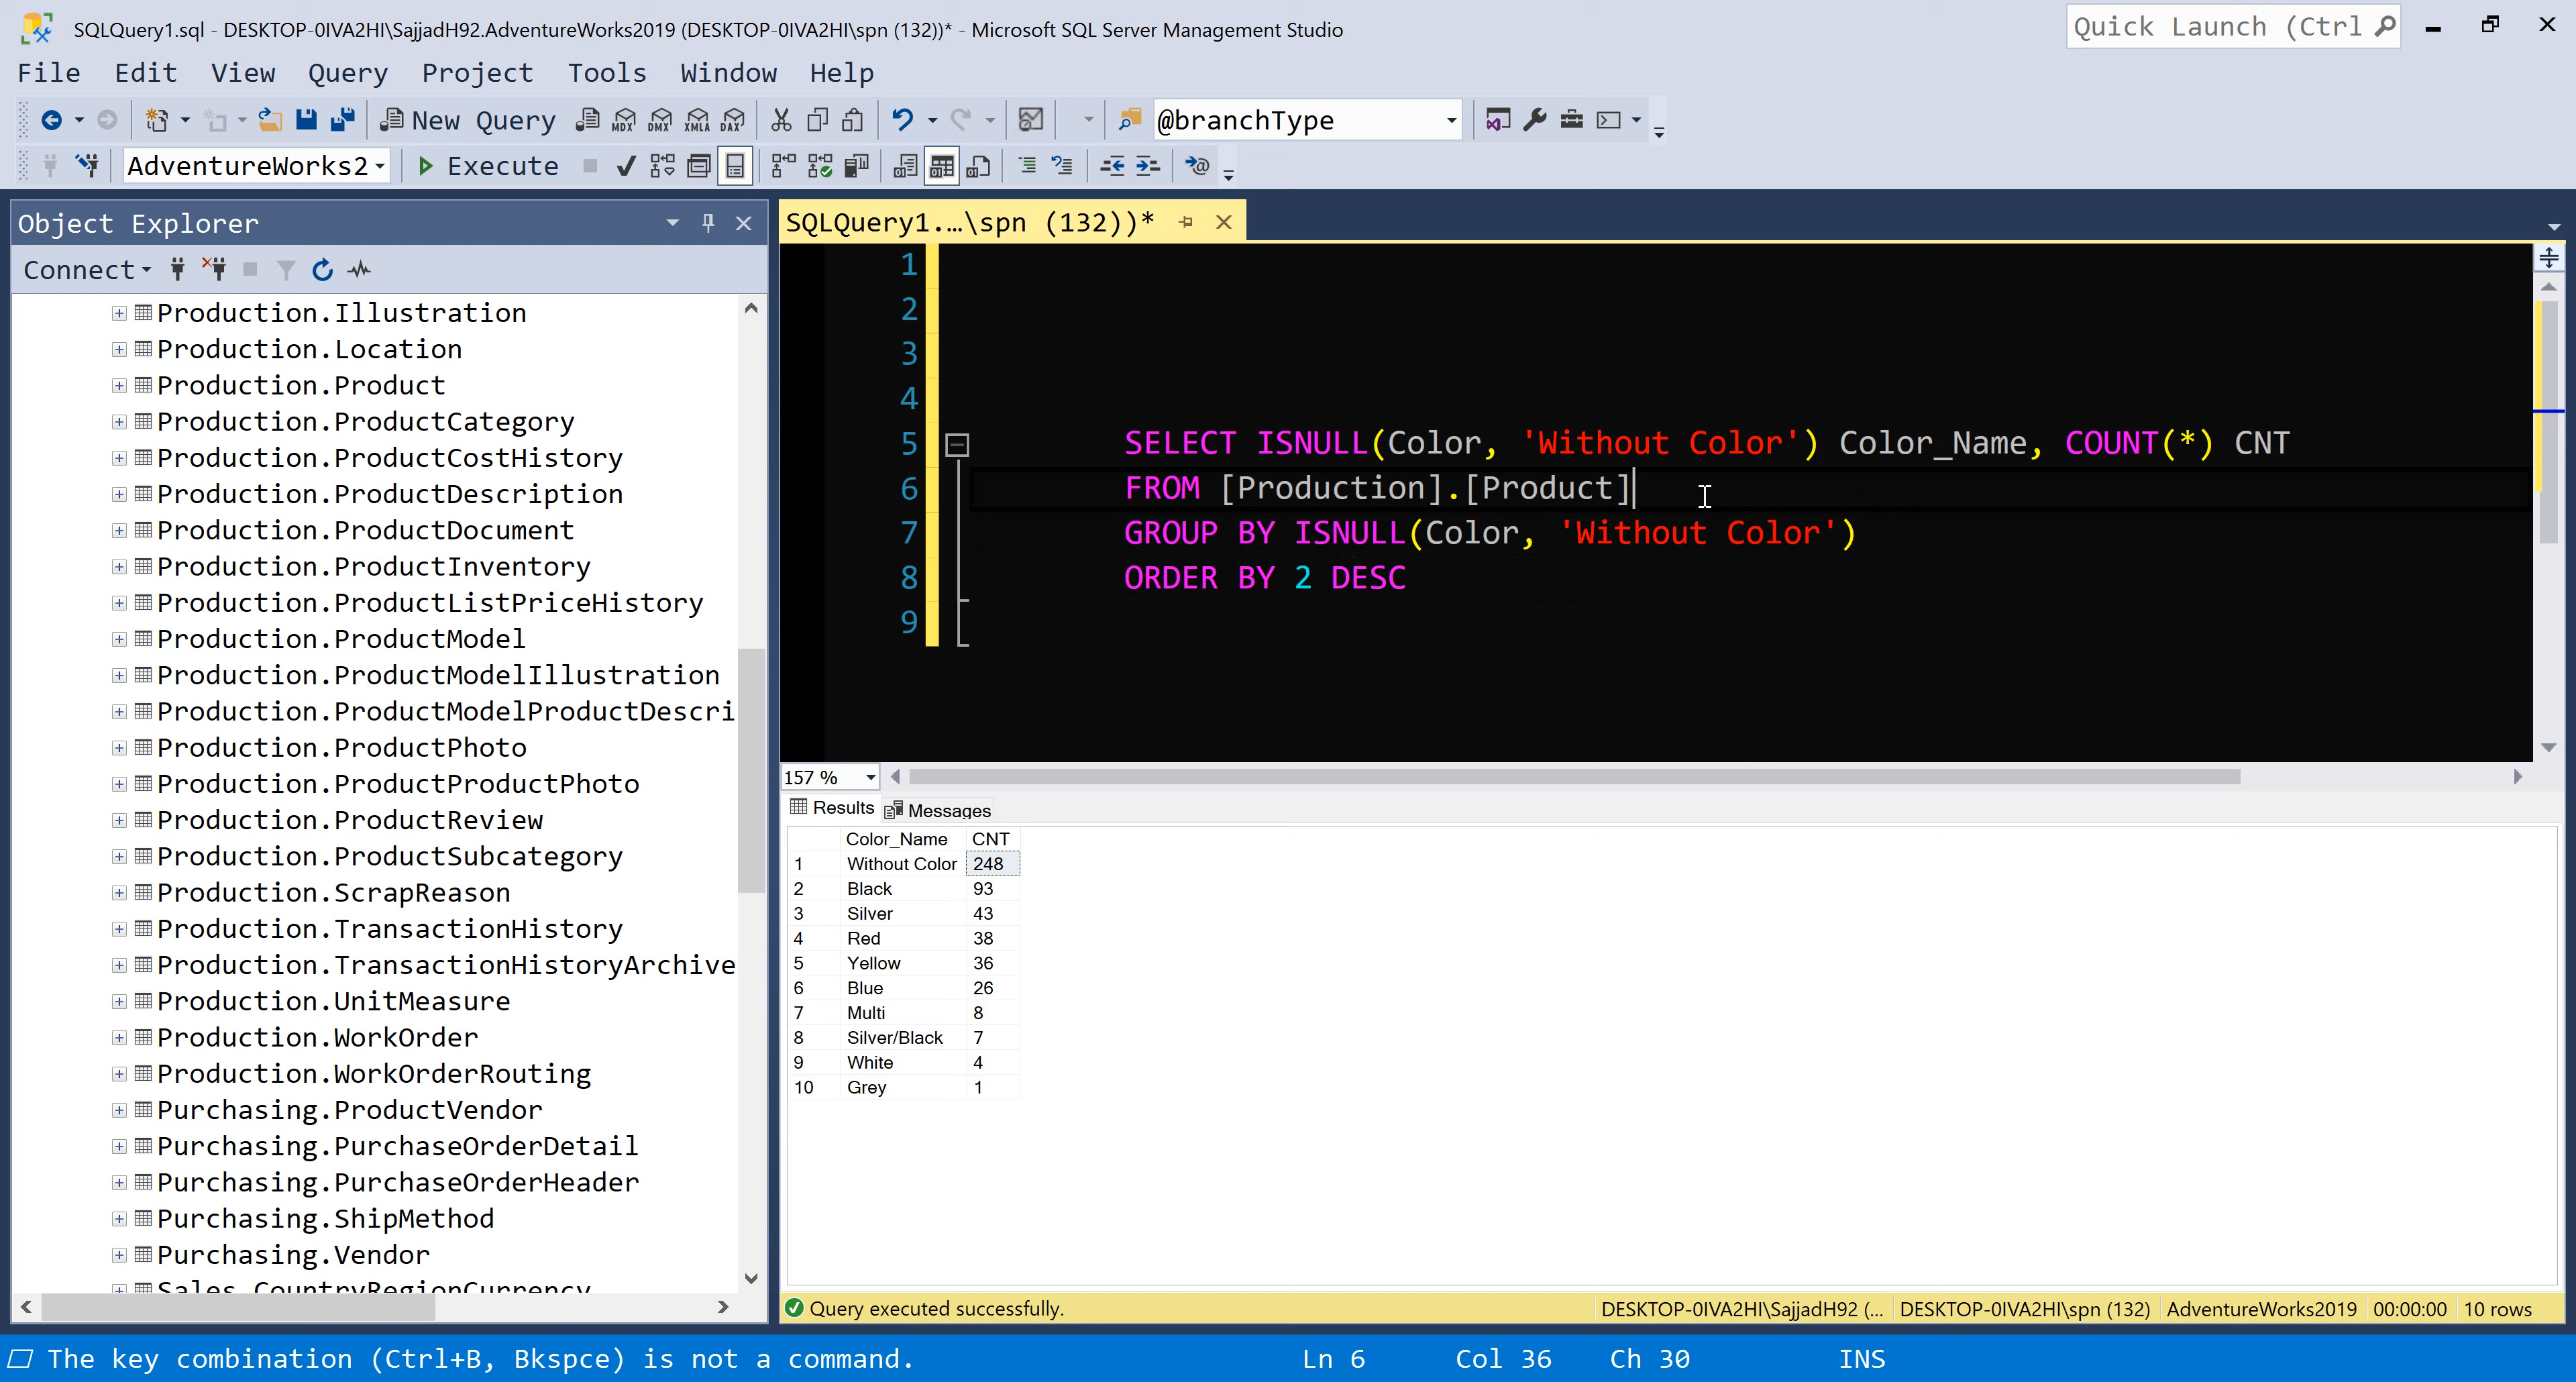 SQLQuery1.sql - DESKTOP-0IVA2HI\SajjadH92.AdventureWorks2019 (DESKTOP-0IVA2HI\spn (132))* - Microsoft SQL Server Management Studio
Quick Launch (Ctrl
File Edit View Query Project Tools Window Help
New Query MDX DMX XMLA DAX @branchType
AdventureWorks2 Execute
Object Explorer
Connect
Production.Illustration
Production.Location
Production.Product
Production.ProductCategory
Production.ProductCostHistory
Production.ProductDescription
Production.ProductDocument
Production.ProductInventory
Production.ProductListPriceHistory
Production.ProductModel
Production.ProductModelIllustration
Production.ProductModelProductDescri
Production.ProductPhoto
Production.ProductProductPhoto
Production.ProductReview
Production.ProductSubcategory
Production.ScrapReason
Production.TransactionHistory
Production.TransactionHistoryArchive
Production.UnitMeasure
Production.WorkOrder
Production.WorkOrderRouting
Purchasing.ProductVendor
Purchasing.PurchaseOrderDetail
Purchasing.PurchaseOrderHeader
Purchasing.ShipMethod
Purchasing.Vendor
Sales.CountryRegionCurrency
SQLQuery1....\spn (132))*
1
2
3
4
5 SELECT ISNULL(Color, 'Without Color') Color_Name, COUNT(*) CNT
6 FROM [Production].[Product]
7 GROUP BY ISNULL(Color, 'Without Color')
8 ORDER BY 2 DESC
9
157 %
Results Messages
Color_Name CNT
1 Without Color 248
2 Black 93
3 Silver 43
4 Red 38
5 Yellow 36
6 Blue 26
7 Multi 8
8 Silver/Black 7
9 White 4
10 Grey 1
Query executed successfully. DESKTOP-0IVA2HI\SajjadH92 (... DESKTOP-0IVA2HI\spn (132) AdventureWorks2019 00:00:00 10 rows
The key combination (Ctrl+B, Bkspce) is not a command. Ln 6 Col 36 Ch 30 INS